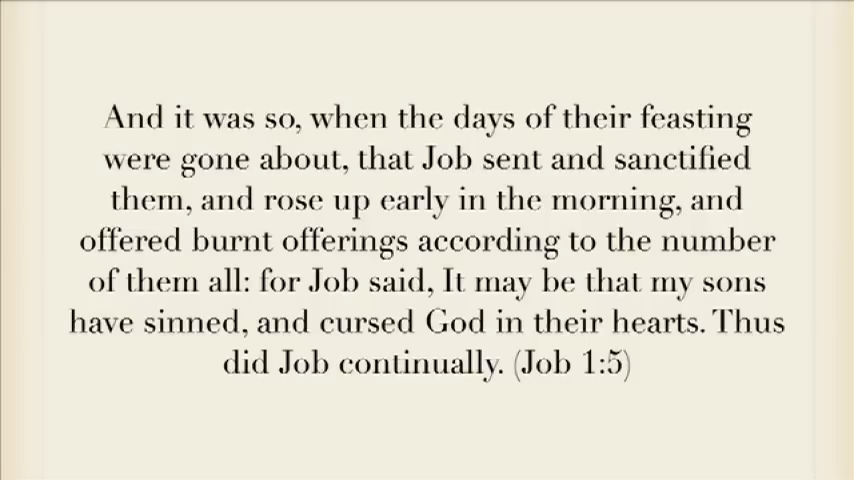 And it was so, when the days of their feasting
were gone about, that Job sent and sanctified
them, and rose up early in the morning, and
offered burnt offerings according to the number
of them all: for Job said, It may be that my sons
have sinned, and cursed God in their hearts. Thus
did Job continually. (Job 1:5)